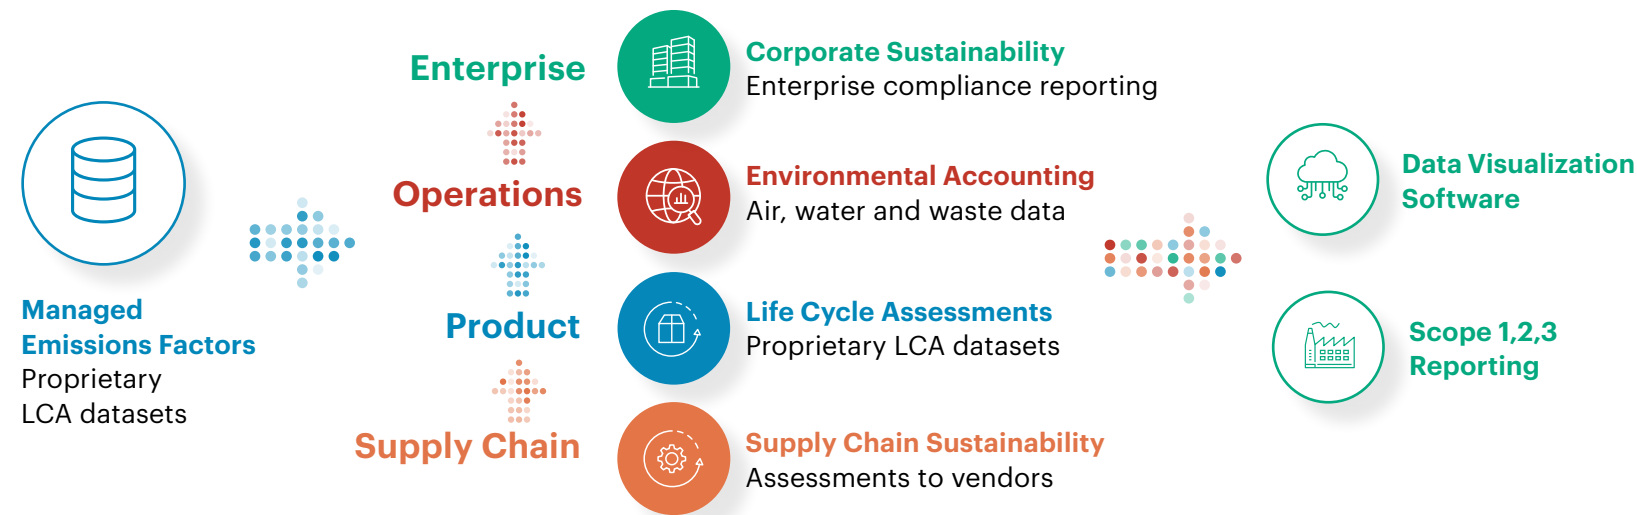 Managed
Emissions Factors
Proprietary
LCA datasets
Enterprise
Corporate Sustainability
Enterprise compliance reporting
Operations
Environmental Accounting
Air, water and waste data
Product
Life Cycle Assessments
Proprietary LCA datasets
Supply Chain
Supply Chain Sustainability
Assessments to vendors
Data Visualization
Software
Scope 1,2,3
Reporting